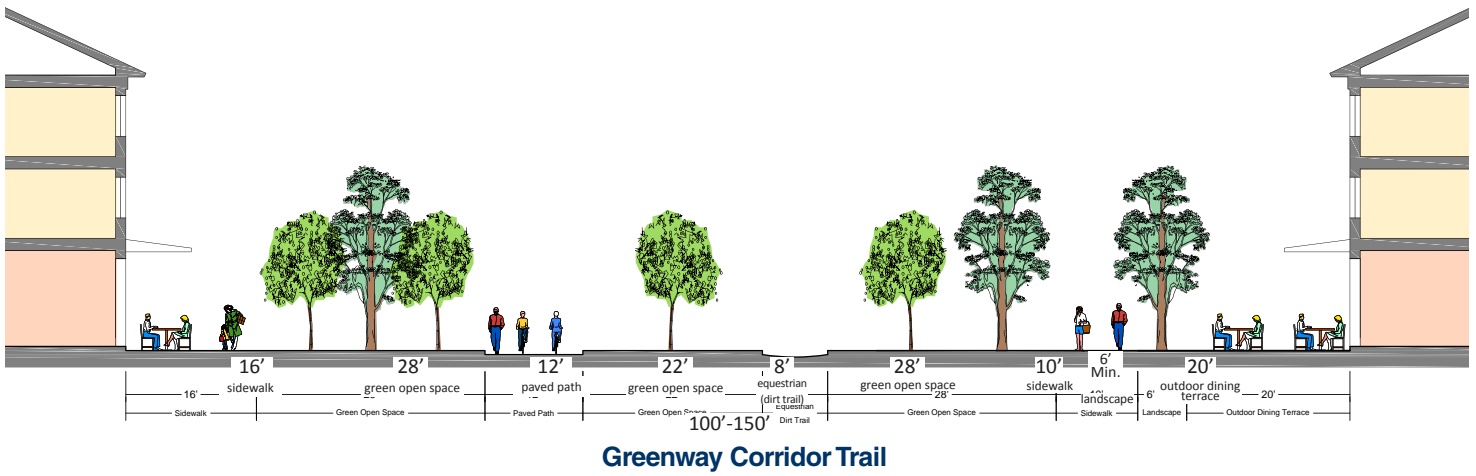 16’ 28’ 12’ 22’ 8’ 28’ 10’ 6’ Min. 20’
sidewalk green open space paved path green open space equestrian (dirt trail) green open space sidewalk landscape outdoor dining terrace
16' 28' 6' 20'
Sidewalk Green Open Space Paved Path Green Open Space Equestrian Dirt Trail Green Open Space Sidewalk Landscape Outdoor Dining Terrace
100’-150’
Greenway Corridor Trail